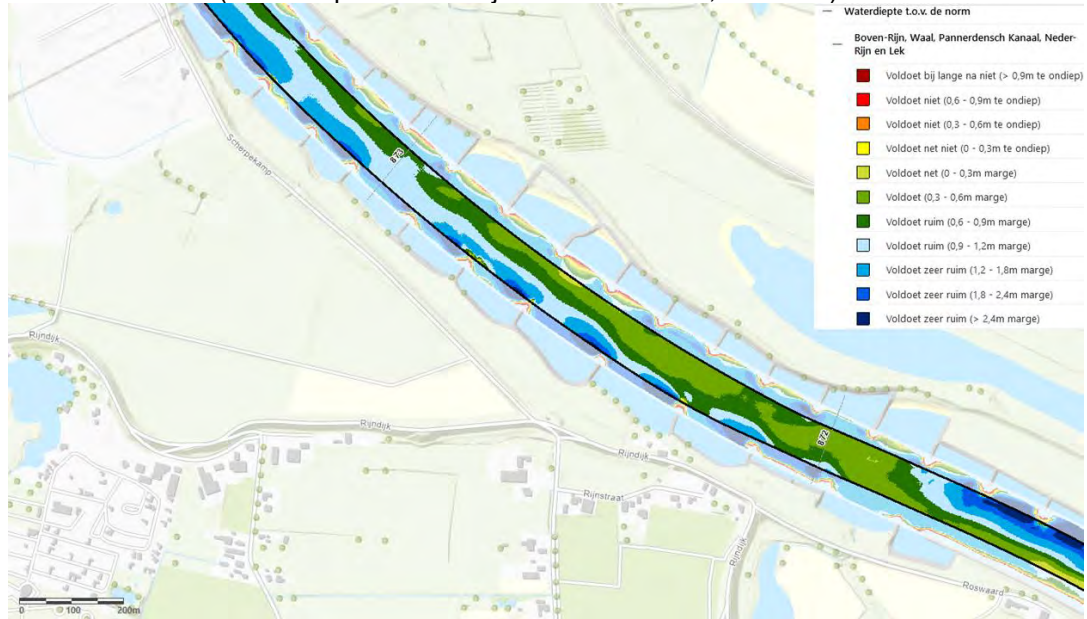 Waterdiepte t.o.v. de norm
Boven-Rijn, Waal, Pannerdensch Kanaal, Neder-
Rijn en Lek
Voldoet bij lange na niet (> 0,9m te ondiep)
Voldoet niet (0,6 - 0,9m te ondiep)
Voldoet niet (0,3 - 0,6m te ondiep)
Voldoet net niet (0 - 0,3m te ondiep)
Voldoet net (0 - 0,3m marge)
Voldoet (0,3 - 0,6m marge)
Voldoet ruim (0,6 - 0,9m marge)
Voldoet ruim (0,9 - 1,2m marge)
Voldoet zeer ruim (1,2 - 1,8m marge)
Voldoet zeer ruim (1,8 - 2,4m marge)
Voldoet zeer ruim (> 2,4m marge)
Scherpekamp
873
Rijndijk
Rijndijk
872
Rijndijk
Rijnstraat
Rijndijk
Roswaard
0 100 200m